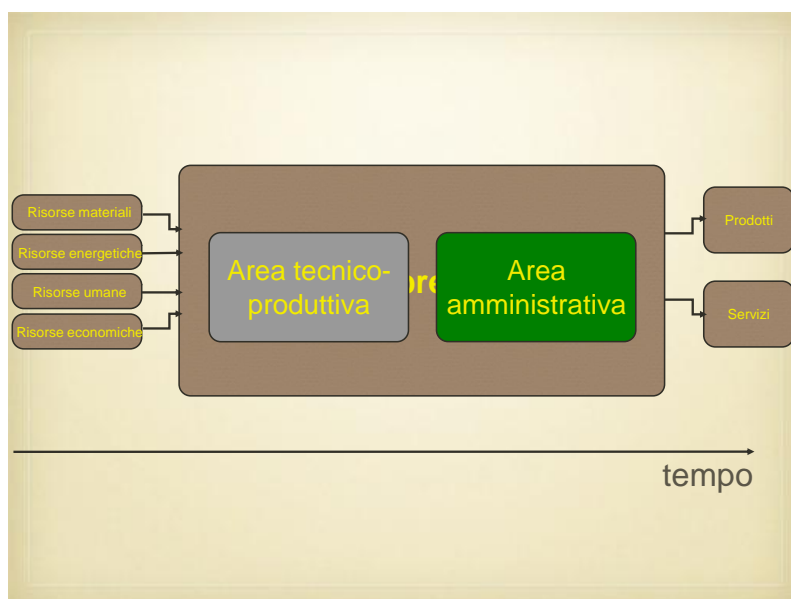 Risorse materiali
Risorse energetiche
Risorse umane
Risorse economiche
Area tecnico-
produttiva
Area
amministrativa
Prodotti
Servizi
tempo